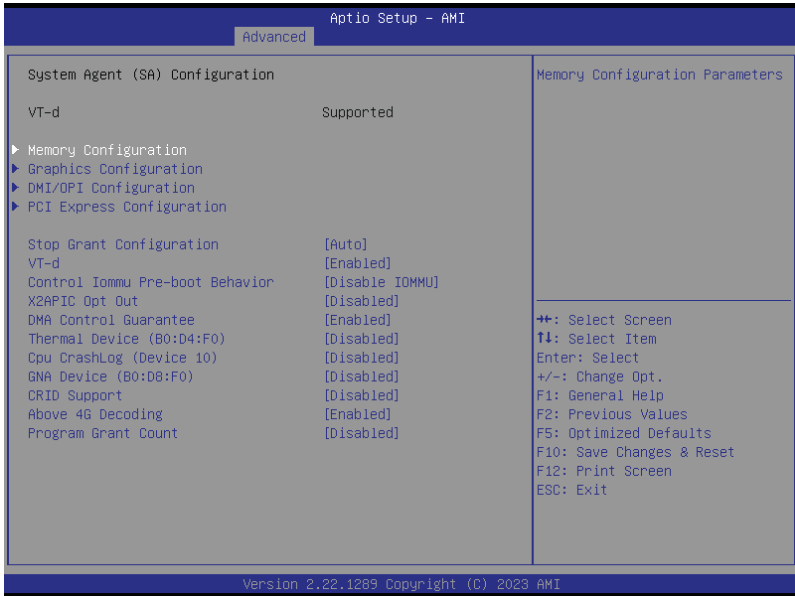 Aptio Setup – AMI
Advanced
System Agent (SA) Configuration
VT-d Supported
Memory Configuration
Graphics Configuration
DMI/OPI Configuration
PCI Express Configuration
Stop Grant Configuration [Auto]
VT-d [Enabled]
Control Iommu Pre-boot Behavior [Disable IOMMU]
X2APIC Opt Out [Disabled]
DMA Control Guarantee [Enabled]
Thermal Device (B0:D4:F0) [Disabled]
Cpu CrashLog (Device 10) [Disabled]
GNA Device (B0:D8:F0) [Disabled]
CRID Support [Disabled]
Above 4G Decoding [Enabled]
Program Grant Count [Disabled]
Memory Configuration Parameters
→←: Select Screen
↑↓: Select Item
Enter: Select
+/-: Change Opt.
F1: General Help
F2: Previous Values
F5: Optimized Defaults
F10: Save Changes & Reset
F12: Print Screen
ESC: Exit
Version 2.22.1289 Copyright (C) 2023 AMI